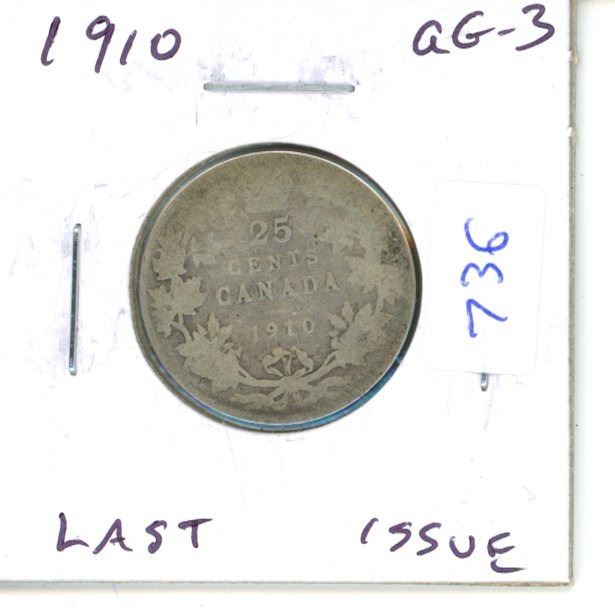 1910 aG-3
25
CENTS
CANADA
1910
736
LAST ISSUE